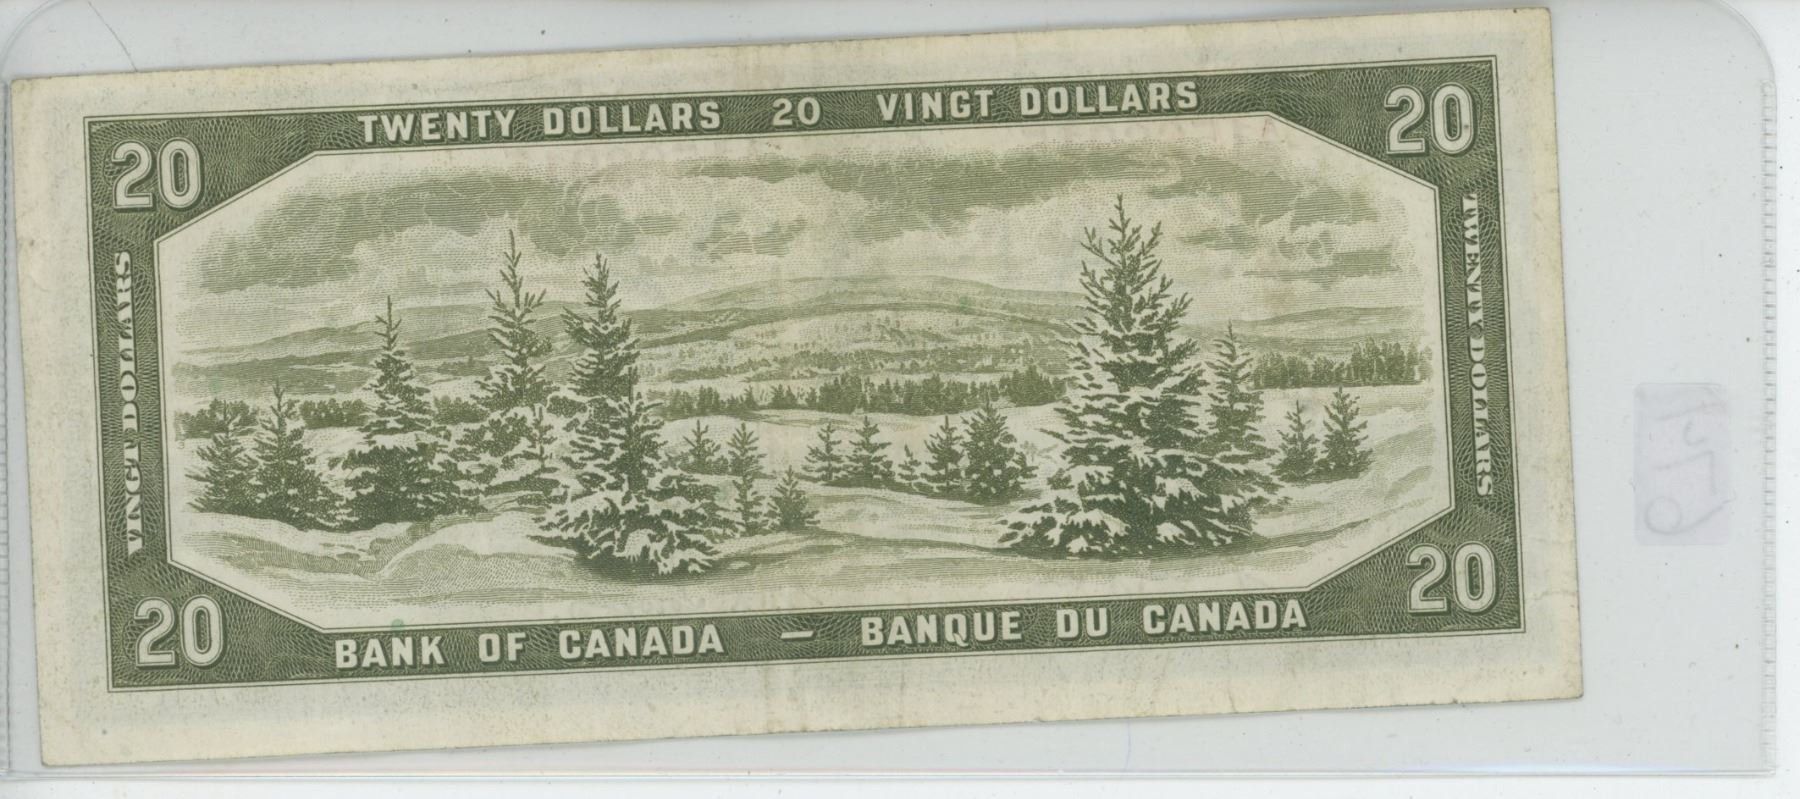 TWENTY DOLLARS 20 VINGT DOLLARS
20
20
VINGT DOLLARS
TWENTY DOLLARS
20
20
BANK OF CANADA — BANQUE DU CANADA